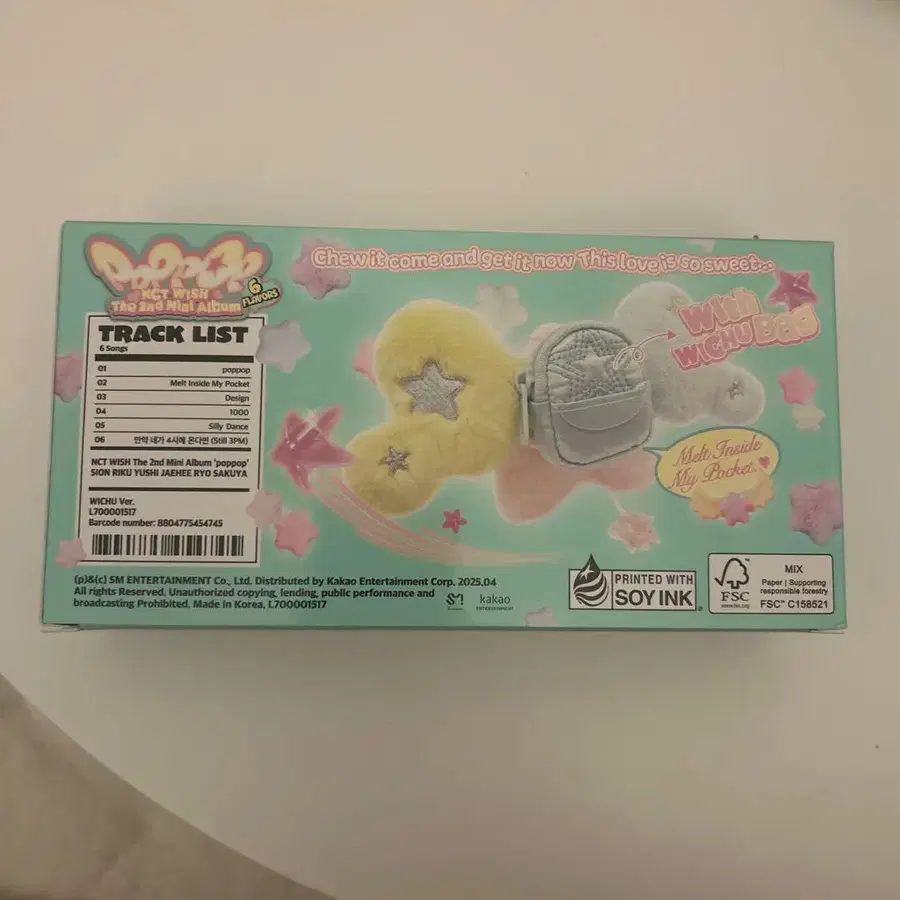 poppop
NCT WISH
The 2nd Mini Album
6
FLAVORS
Chew it come and get it now This love is so sweet...
With
WICHU Bag
TRACK LIST
6 Songs
01 poppop
02 Melt Inside My Pocket
03 Design
04 1000
05 Silly Dance
06 만약 네가 4시에 온다면 (Still 3PM)
NCT WISH The 2nd Mini Album 'poppop'
SION RIKU YUSHI JAEHEE RYO SAKUYA
WICHU Ver.
L700001517
Barcode number: 8804775454745
Melt Inside
My Pocket
(p)&(c) SM ENTERTAINMENT Co., Ltd. Distributed by Kakao Entertainment Corp. 2025.04
All rights Reserved. Unauthorized copying, lending, public performance and
broadcasting Prohibited. Made in Korea. L700001517
SM
kakao
ENTERTAINMENT
PRINTED WITH
SOY INK
FSC
www.fsc.org
MIX
Paper | Supporting
responsible forestry
FSC™ C158521